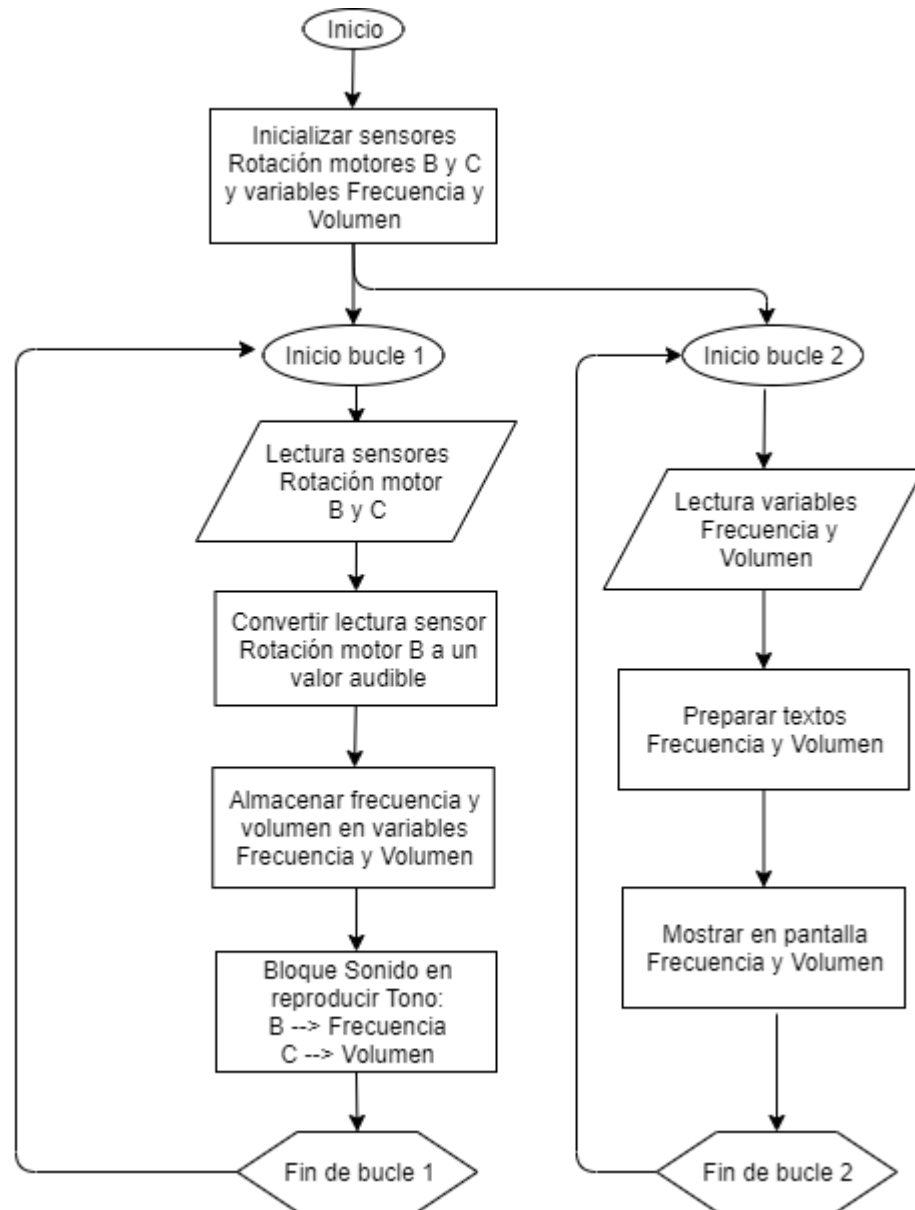 Inicio
Inicializar sensores
Rotación motores B y C
y variables Frecuencia y
Volumen
Inicio bucle 1
Lectura sensores
Rotación motor
B y C
Convertir lectura sensor
Rotación motor B a un
valor audible
Almacenar frecuencia y
volumen en variables
Frecuencia y Volumen
Bloque Sonido en
reproducir Tono:
B --> Frecuencia
C --> Volumen
Fin de bucle 1
Inicio bucle 2
Lectura variables
Frecuencia y
Volumen
Preparar textos
Frecuencia y Volumen
Mostrar en pantalla
Frecuencia y Volumen
Fin de bucle 2